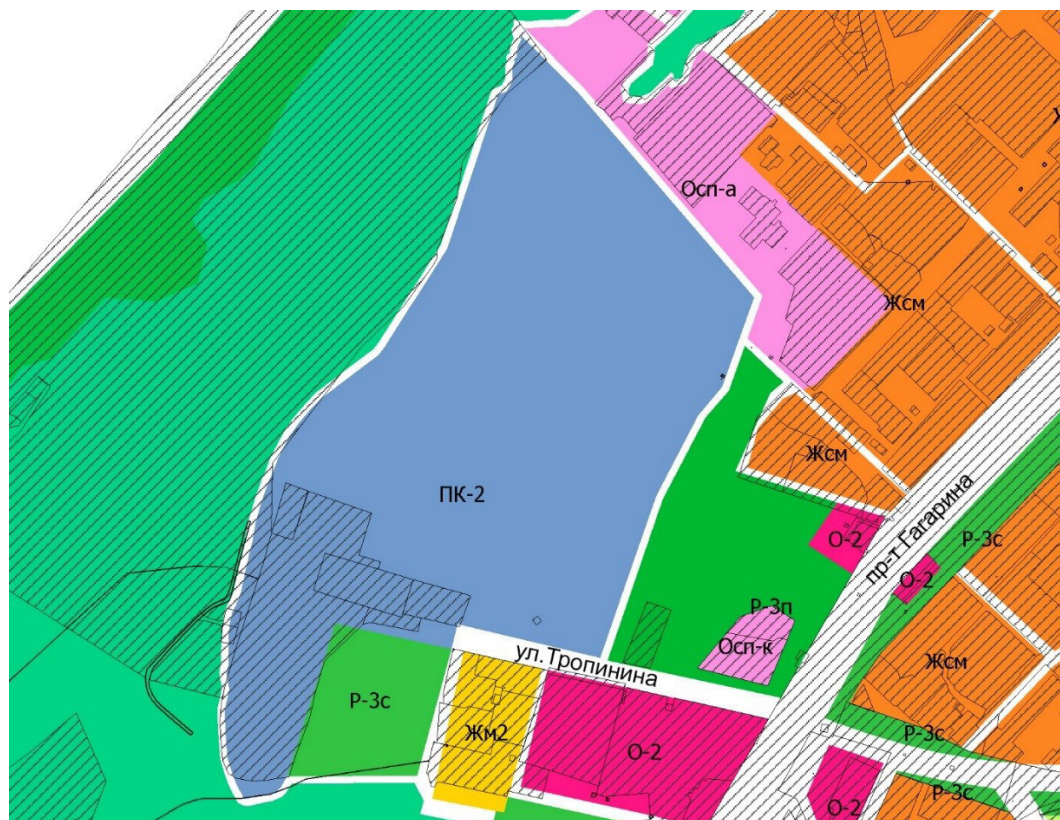 Осп-а
Жсм
Жсм
ПК-2
О-2
пр-т Гагарина
Р-3с
О-2
Р-3п
Осп-к
ул.Тропинина
Жсм
Р-3с
Жм2
О-2
Р-3с
Р-3с
О-2